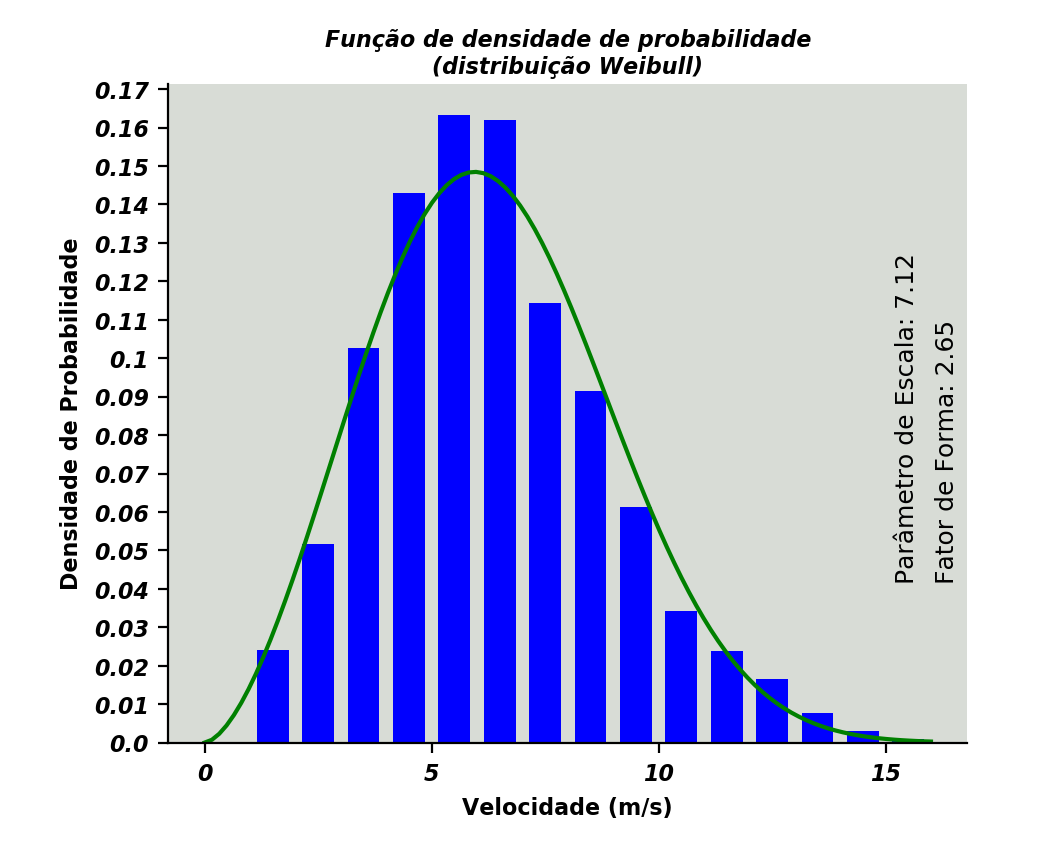 Função de densidade de probabilidade
(distribuição Weibull)
0.17
0.16
0.15
0.14
0.13
0.12
0.11
0.1
0.09
0.08
0.07
0.06
0.05
0.04
0.03
0.02
0.01
0.0
Densidade de Probabilidade
Parâmetro de Escala: 7.12
Fator de Forma: 2.65
0 5 10 15
Velocidade (m/s)